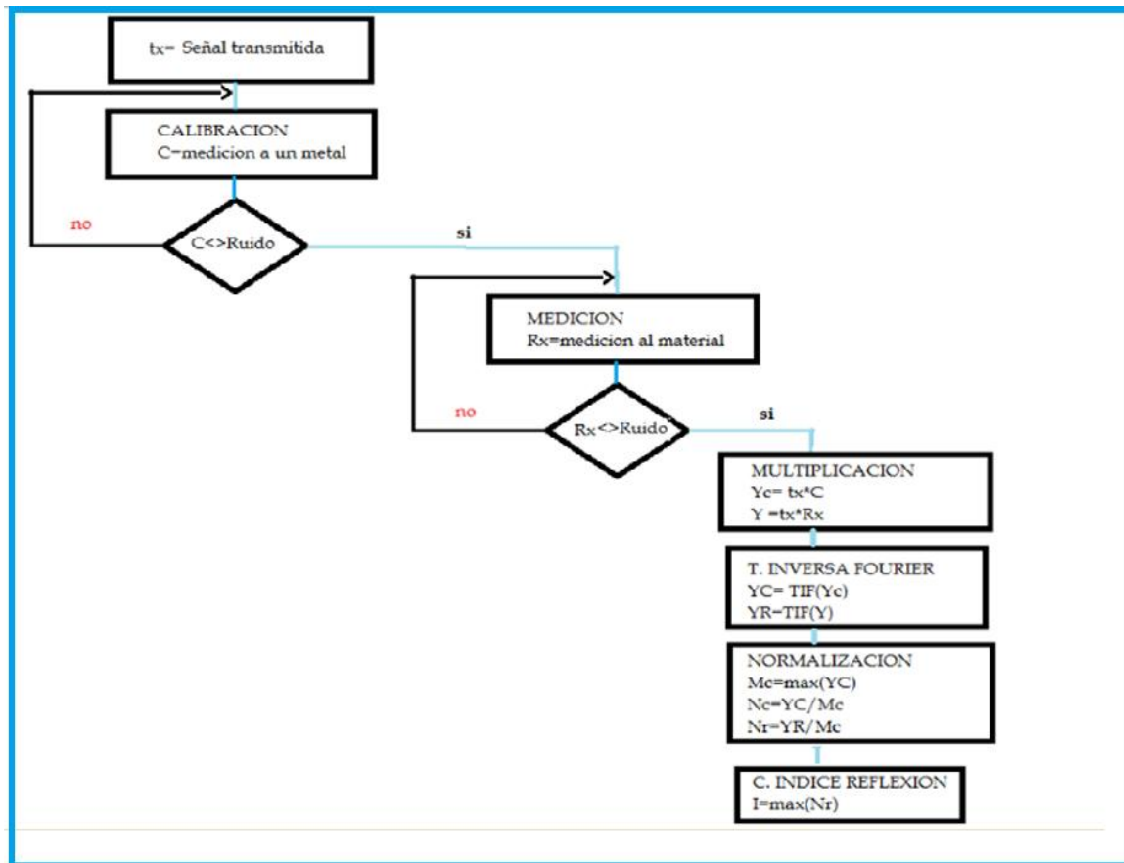 tx= Señal transmitida
CALIBRACION
C=medicion a un metal
no
C<>Ruido
si
MEDICION
Rx=medicion al material
no
Rx<>Ruido
si
MULTIPLICACION
Yc= tx*C
Y =tx*Rx
T. INVERSA FOURIER
YC= TIF(Yc)
YR=TIF(Y)
NORMALIZACION
Mc=max(YC)
Nc=YC/Mc
Nr=YR/Mc
C. INDICE REFLEXION
I=max(Nr)